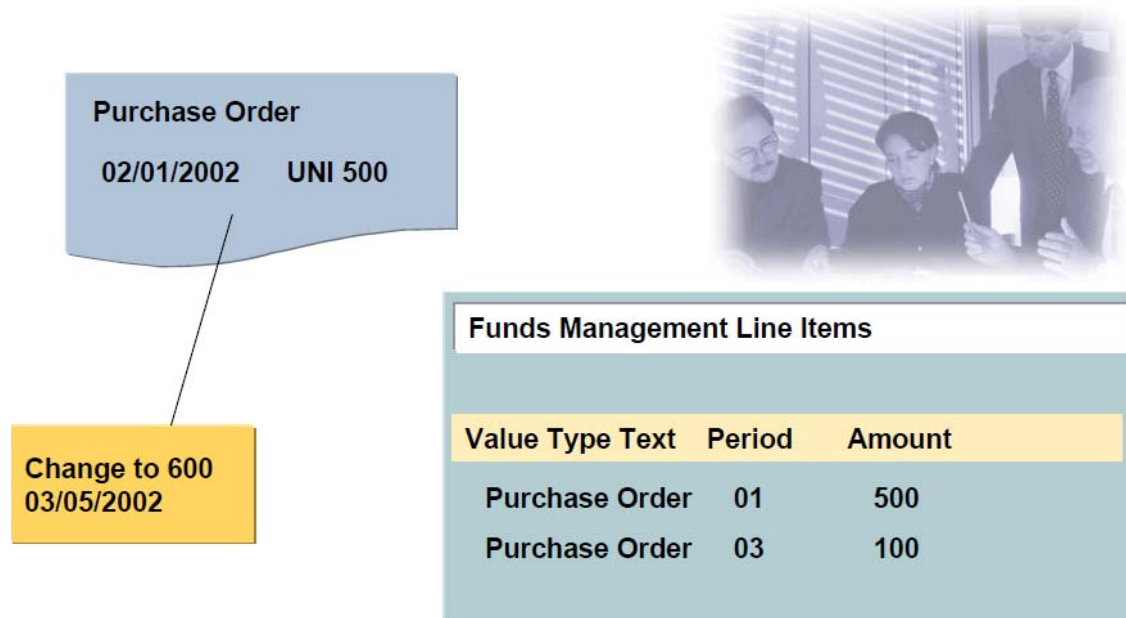 Purchase Order
02/01/2002 UNI 500
Change to 600
03/05/2002
Funds Management Line Items
Value Type Text Period Amount
Purchase Order 01 500
Purchase Order 03 100